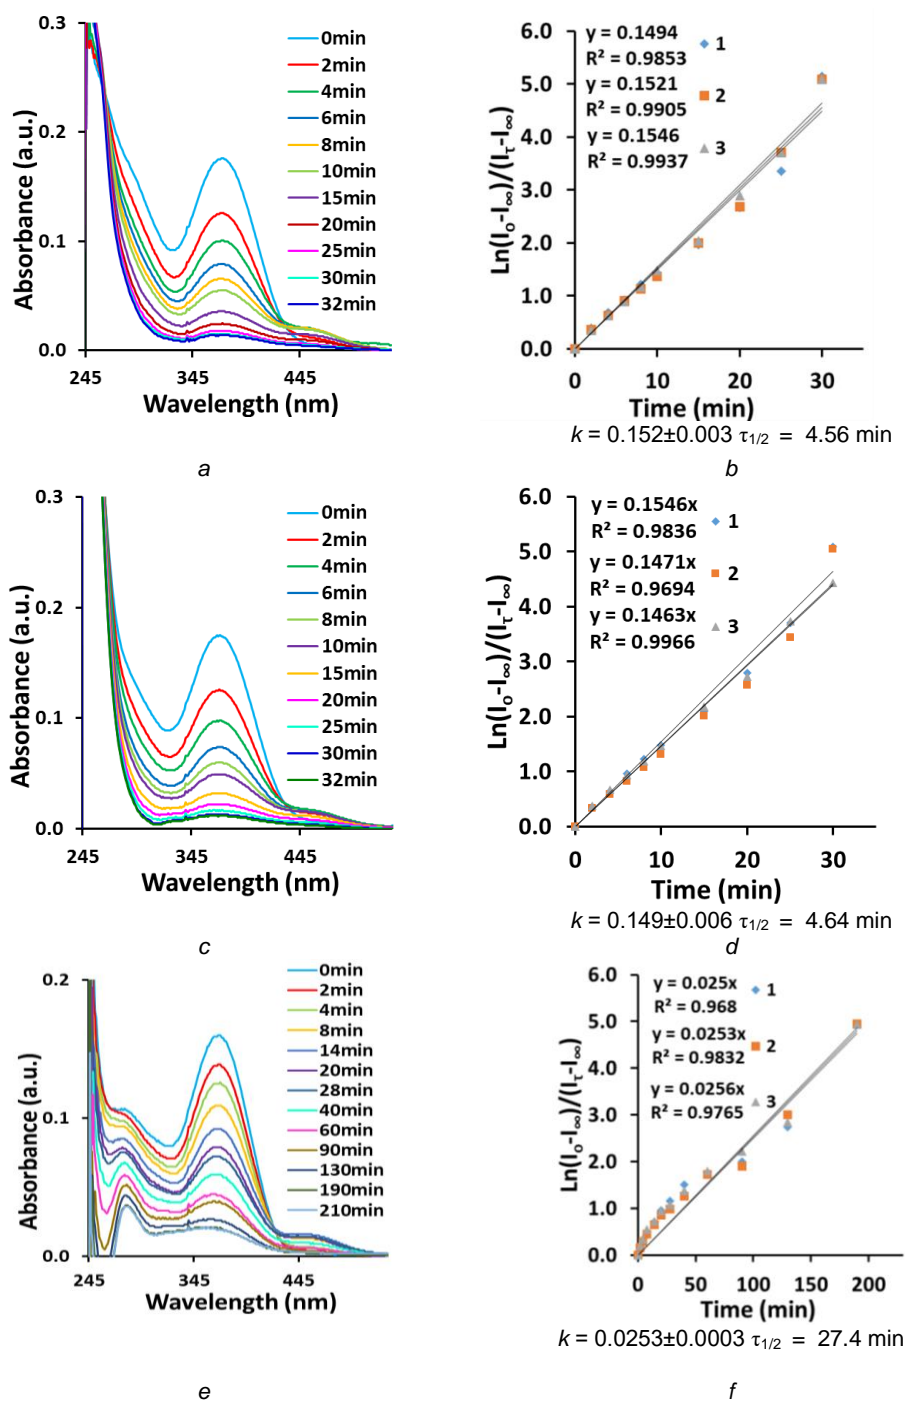 0.3
0.2
0.1
0.0
Absorbance (a.u.)
245
345
445
Wavelength (nm)
0min
2min
4min
6min
8min
10min
15min
20min
25min
30min
32min
a
6.0
5.0
4.0
3.0
2.0
1.0
0.0
Ln(I₀-I∞)/(Iτ-I∞)
y = 0.1494
R² = 0.9853
1
y = 0.1521
R² = 0.9905
2
y = 0.1546
R² = 0.9937
3
0
10
20
30
Time (min)
k = 0.152±0.003 τ1/2 = 4.56 min
b
0.3
0.2
0.1
0.0
Absorbance (a.u.)
245
345
445
Wavelength (nm)
0min
2min
4min
6min
8min
10min
15min
20min
25min
30min
32min
c
6.0
5.0
4.0
3.0
2.0
1.0
0.0
Ln(I₀-I∞)/(Iτ-I∞)
y = 0.1546x
R² = 0.9836
1
y = 0.1471x
R² = 0.9694
2
y = 0.1463x
R² = 0.9966
3
0
10
20
30
Time (min)
k = 0.149±0.006 τ1/2 = 4.64 min
d
0.2
0.1
0.0
Absorbance (a.u.)
245
345
445
Wavelength (nm)
0min
2min
4min
8min
14min
20min
28min
40min
60min
90min
130min
190min
210min
e
6.0
5.0
4.0
3.0
2.0
1.0
0.0
Ln(I₀-I∞)/(Iτ-I∞)
y = 0.025x
R² = 0.968
1
y = 0.0253x
R² = 0.9832
2
y = 0.0256x
R² = 0.9765
3
0
50
100
150
200
Time (min)
k = 0.0253±0.0003 τ1/2 = 27.4 min
f